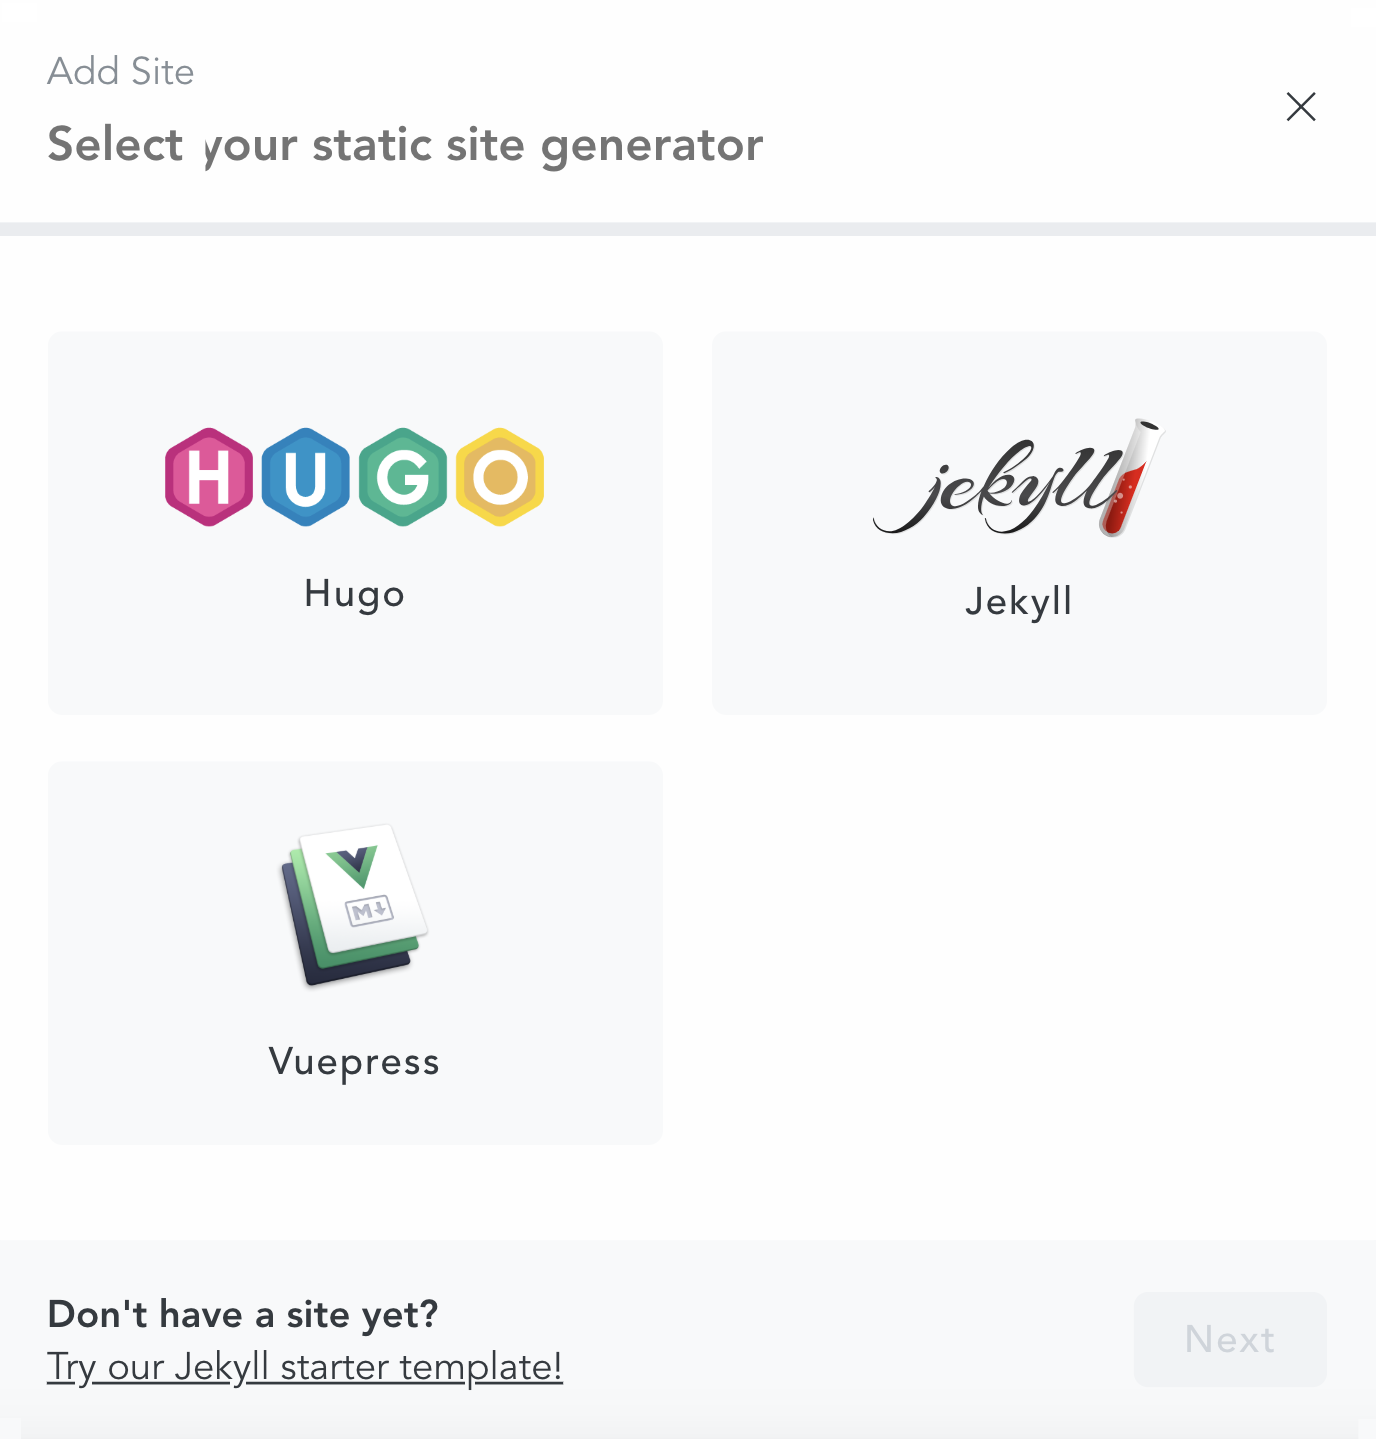 Add Site
Select your static site generator
HUGO
Hugo
jekyll
Jekyll
M
Vuepress
Don't have a site yet?
Try our Jekyll starter template!
Next